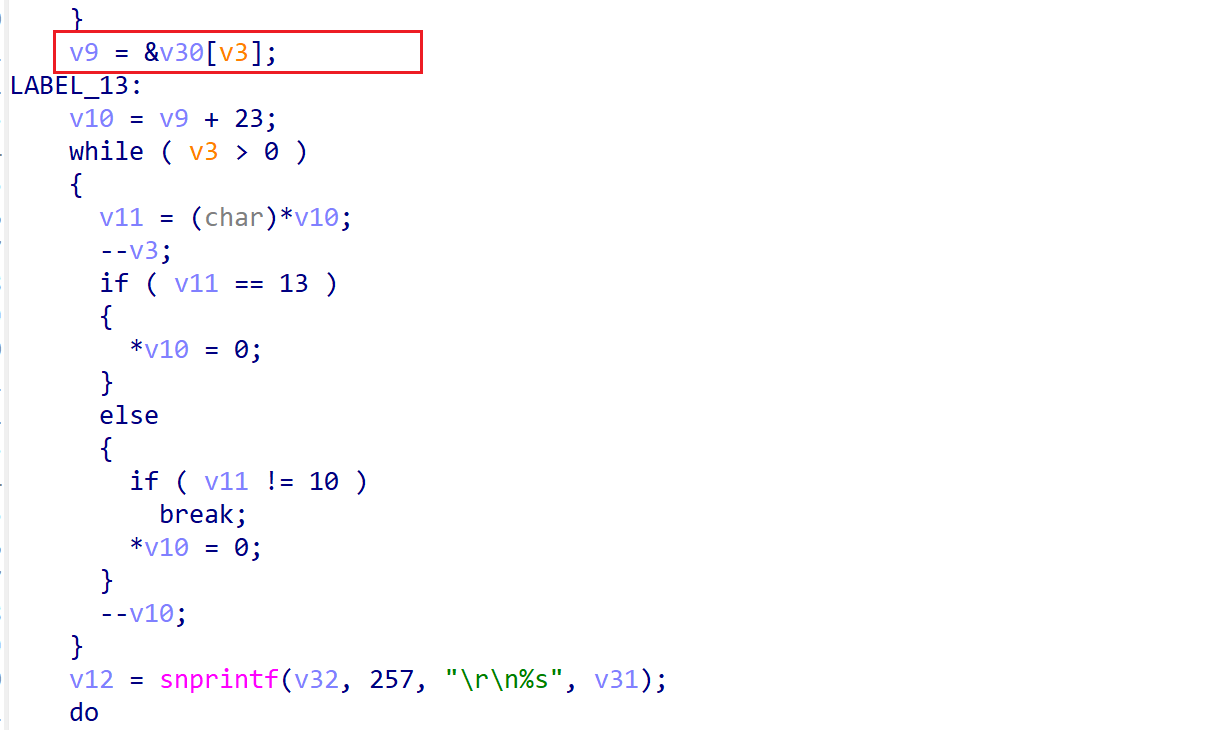 }
v9 = &v30[v3];
LABEL_13:
v10 = v9 + 23;
while ( v3 > 0 )
{
v11 = (char)*v10;
--v3;
if ( v11 == 13 )
{
*v10 = 0;
}
else
{
if ( v11 != 10 )
break;
*v10 = 0;
}
--v10;
}
v12 = snprintf(v32, 257, "\r\n%s", v31);
do